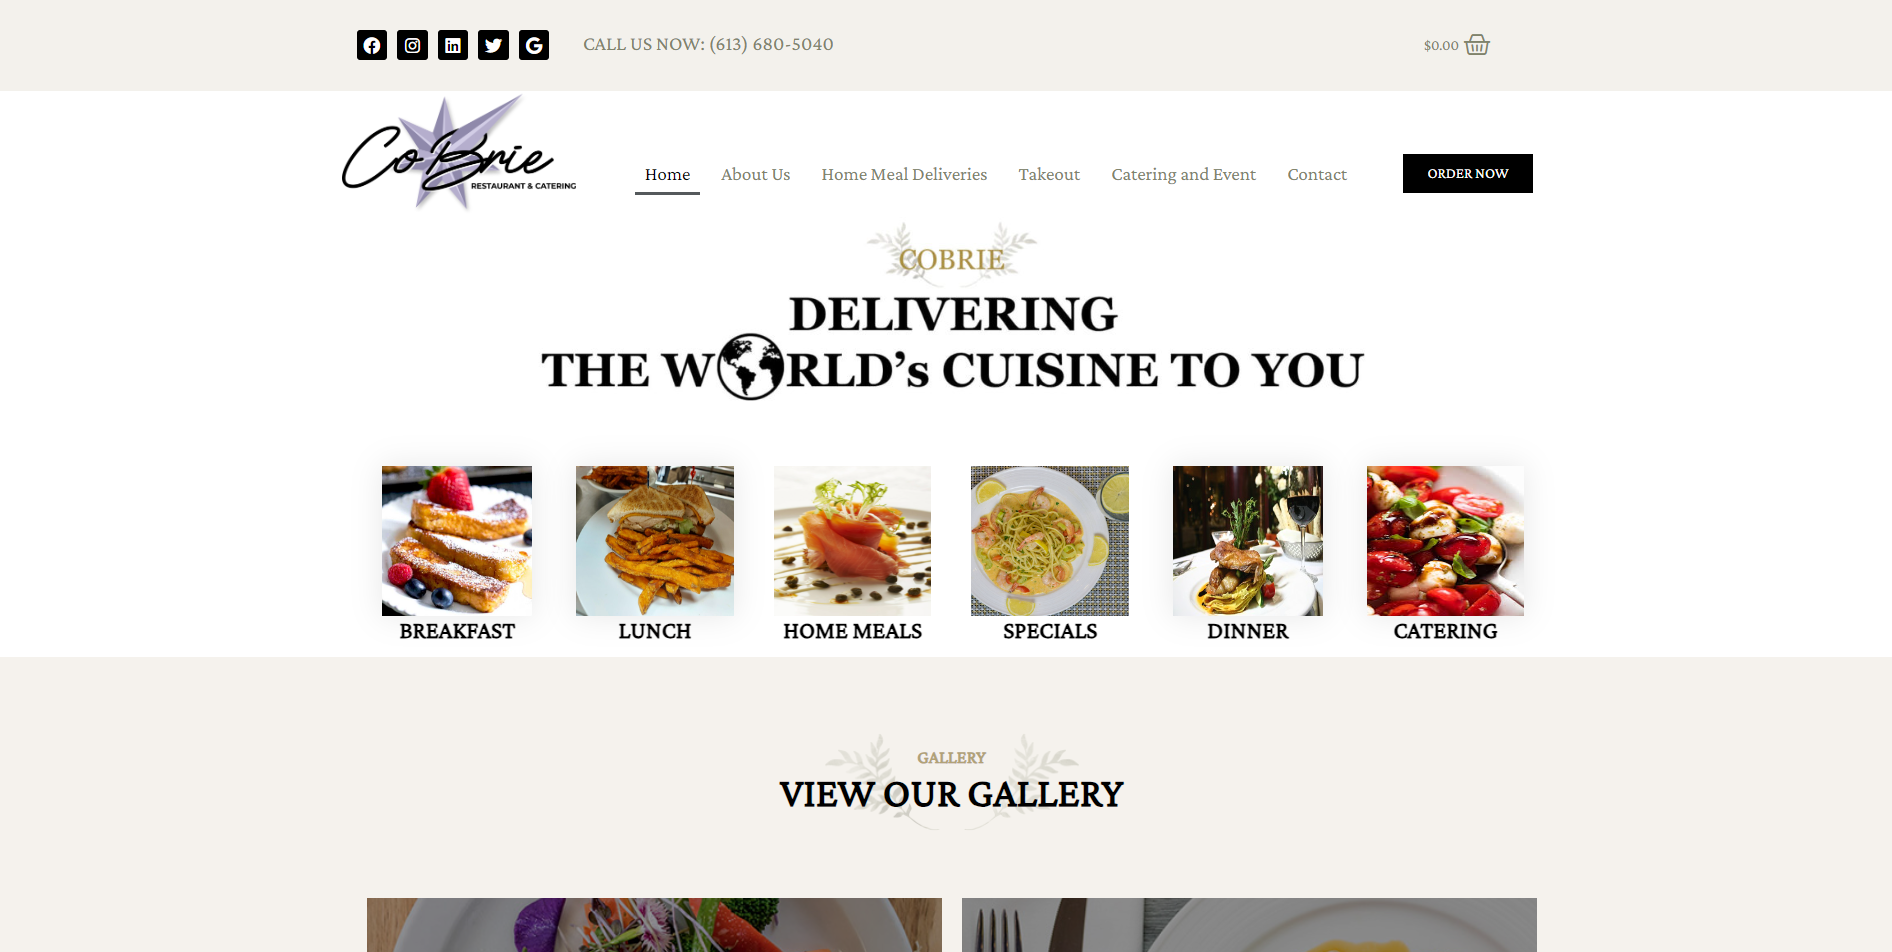 CALL US NOW: (613) 680-5040
$0.00
CoBrie
RESTAURANT & CATERING
Home
About Us
Home Meal Deliveries
Takeout
Catering and Event
Contact
ORDER NOW
COBRIE
DELIVERING
THE WRLD’s CUISINE TO YOU
BREAKFAST
LUNCH
HOME MEALS
SPECIALS
DINNER
CATERING
GALLERY
VIEW OUR GALLERY